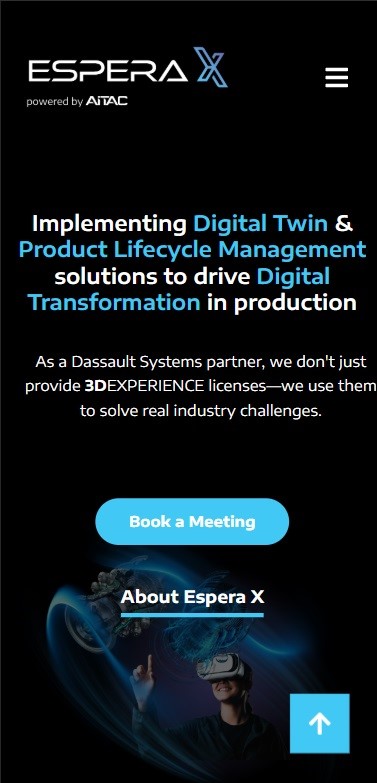 ESPERA X
powered by AiTAC
Implementing Digital Twin &
Product Lifecycle Management
solutions to drive Digital
Transformation in production
As a Dassault Systems partner, we don't just
provide 3DEXPERIENCE licenses—we use them
to solve real industry challenges.
Book a Meeting
About Espera X